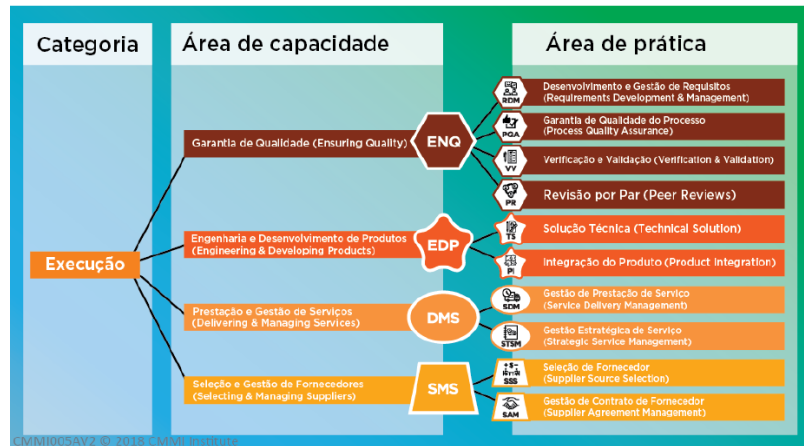 Categoria
Área de capacidade
Área de prática
Execução
Garantia de Qualidade (Ensuring Quality)
ENQ
RDM
Desenvolvimento e Gestão de Requisitos
(Requirements Development & Management)
PQA
Garantia de Qualidade do Processo
(Process Quality Assurance)
VV
Verificação e Validação (Verification & Validation)
PR
Revisão por Par (Peer Reviews)
Engenharia e Desenvolvimento de Produtos
(Engineering & Developing Products)
EDP
TS
Solução Técnica (Technical Solution)
PI
Integração do Produto (Product Integration)
Prestação e Gestão de Serviços
(Delivering & Managing Services)
DMS
SDM
Gestão de Prestação de Serviço
(Service Delivery Management)
STSM
Gestão Estratégica de Serviço
(Strategic Service Management)
Seleção e Gestão de Fornecedores
(Selecting & Managing Suppliers)
SMS
SSS
Seleção de Fornecedor
(Supplier Source Selection)
SAM
Gestão de Contrato de Fornecedor
(Supplier Agreement Management)
CMMI005AV2 © 2018 CMMI Institute